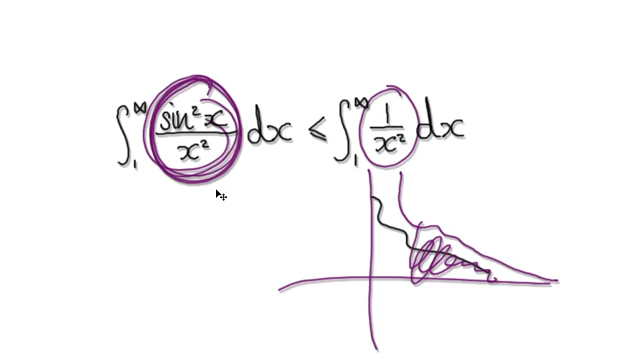 ∫₁^∞ sin²x/x² dx ≤ ∫₁^∞ 1/x² dx